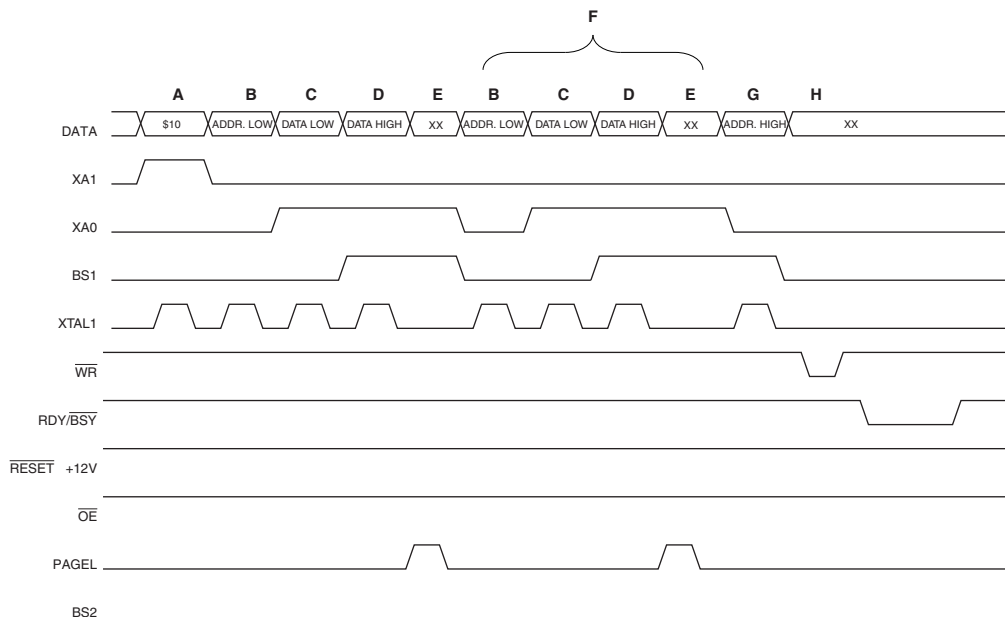 F
A B C D E B C D E G H
DATA $10 ADDR. LOW DATA LOW DATA HIGH XX ADDR. LOW DATA LOW DATA HIGH XX ADDR. HIGH XX
XA1
XA0
BS1
XTAL1
WR
RDY/BSY
RESET +12V
OE
PAGEL
BS2